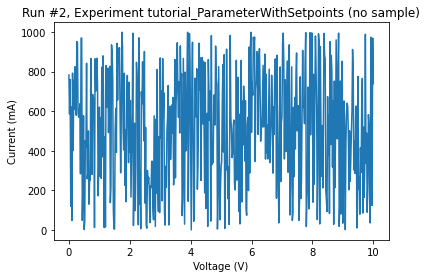 Run #2, Experiment tutorial_ParameterWithSetpoints (no sample)
1000
800
600
400
200
0
Current (mA)
0 2 4 6 8 10
Voltage (V)